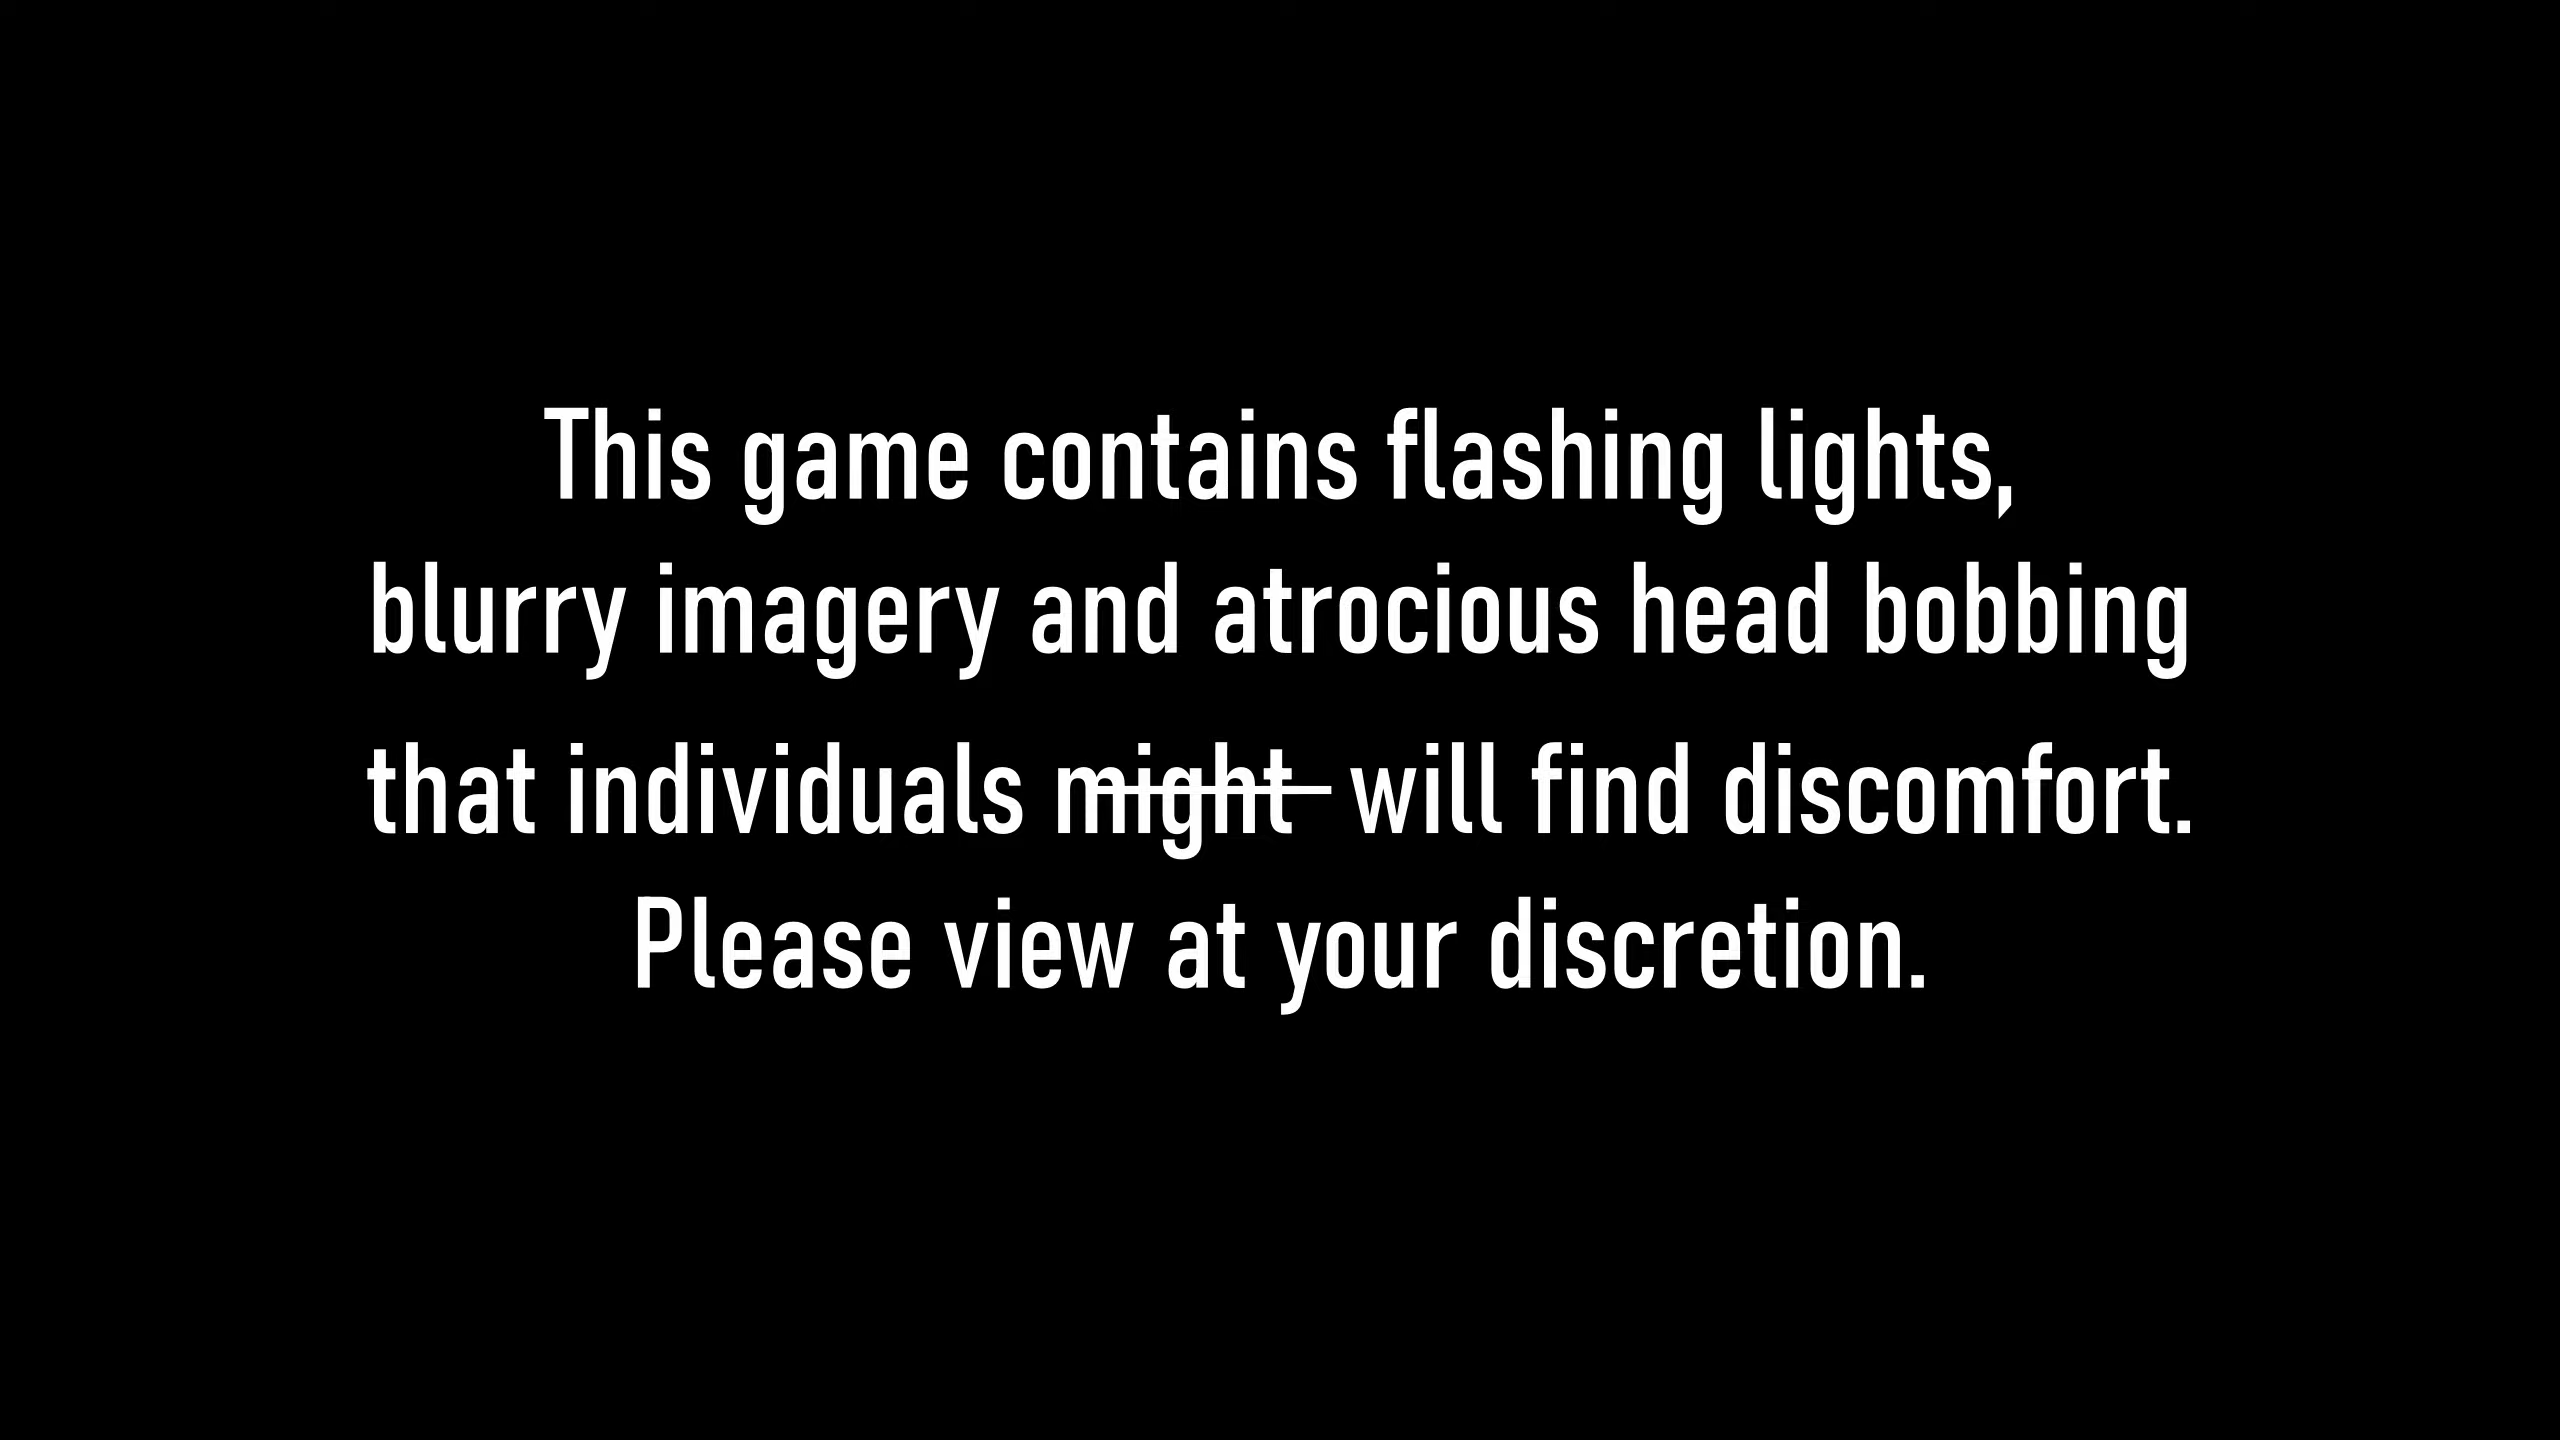 This game contains flashing lights,
blurry imagery and atrocious head bobbing
that individuals might will find discomfort.
Please view at your discretion.